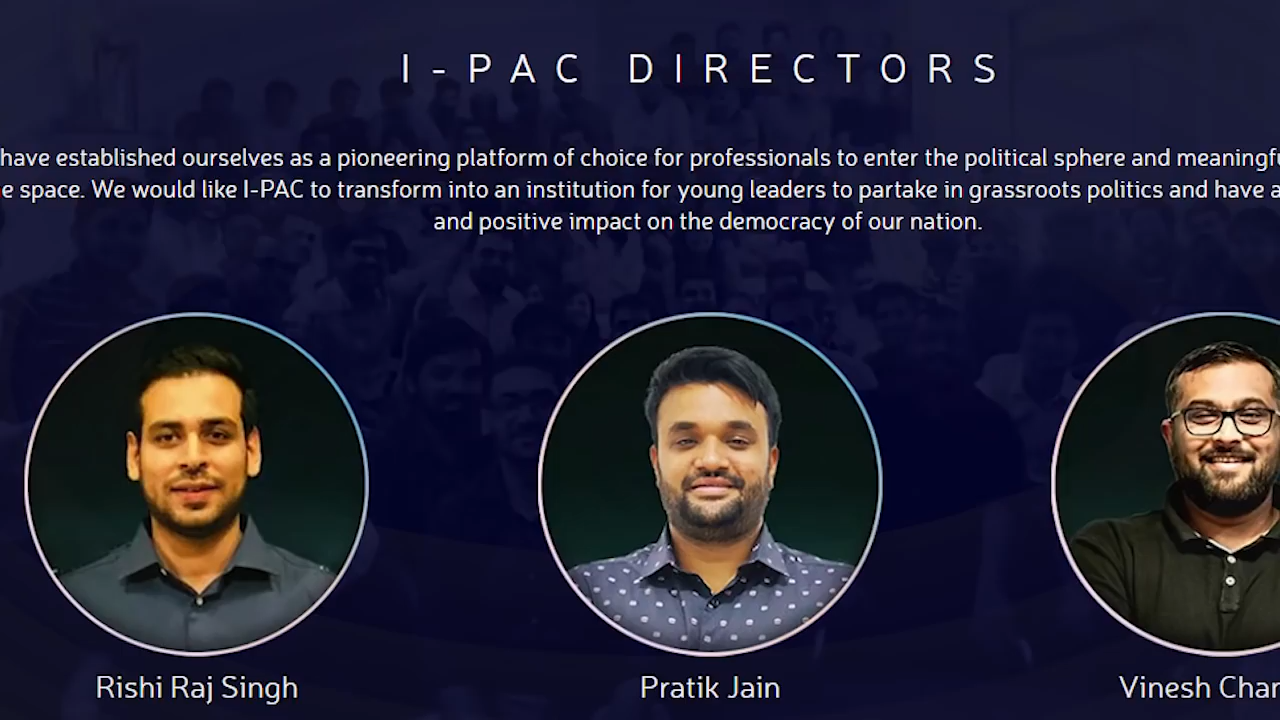 I-PAC DIRECTORS
have established ourselves as a pioneering platform of choice for professionals to enter the political sphere and
space. We would like I-PAC to transform into an institution for young leaders to partake in grassroots politics and have
and positive impact on the democracy of our nation.
Rishi Raj Singh
Pratik Jain
Vinesh